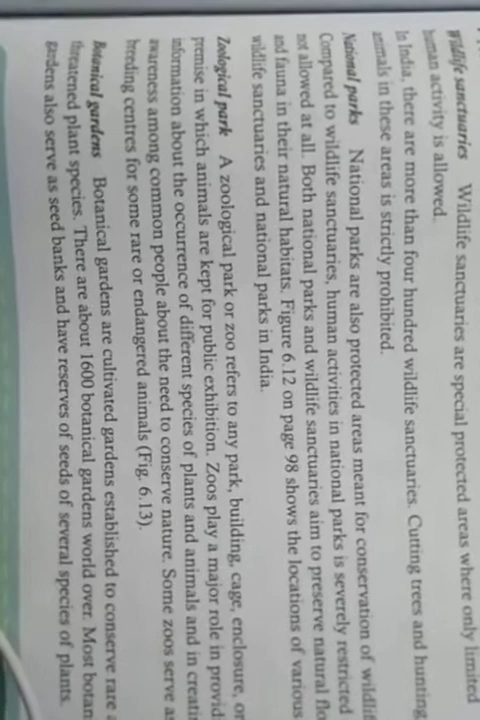 Wildlife sanctuaries Wildlife sanctuaries are special protected areas where only limited
human activity is allowed.
In India, there are more than four hundred wildlife sanctuaries. Cutting trees and hunting
animals in these areas is strictly prohibited.
National parks National parks are also protected areas meant for conservation of wildli
Compared to wildlife sanctuaries, human activities in national parks is severely restricted
not allowed at all. Both national parks and wildlife sanctuaries aim to preserve natural flo
and fauna in their natural habitats. Figure 6.12 on page 98 shows the locations of various
wildlife sanctuaries and national parks in India.
Zoological park A zoological park or zoo refers to any park, building, cage, enclosure, or
premise in which animals are kept for public exhibition. Zoos play a major role in provid
information about the occurrence of different species of plants and animals and in creati
awareness among common people about the need to conserve nature. Some zoos serve as
breeding centres for some rare or endangered animals (Fig. 6.13).
Botanical gardens Botanical gardens are cultivated gardens established to conserve rare a
threatened plant species. There are about 1600 botanical gardens world over. Most botan
gardens also serve as seed banks and have reserves of seeds of several species of plants.